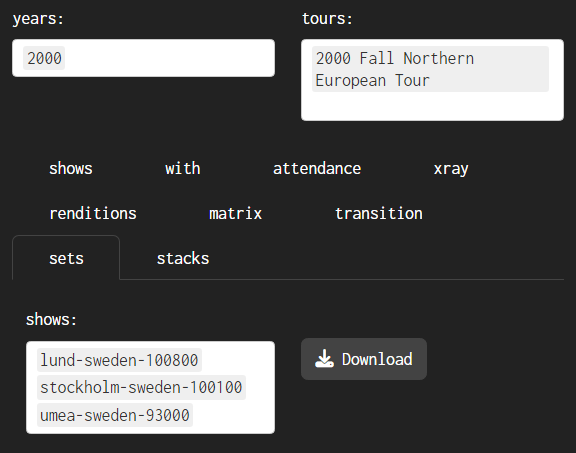 years:
tours:
2000
2000 Fall Northern
European Tour
shows
with
attendance
xray
renditions
matrix
transition
sets
stacks
shows:
lund-sweden-100800
stockholm-sweden-100100
umea-sweden-93000
Download